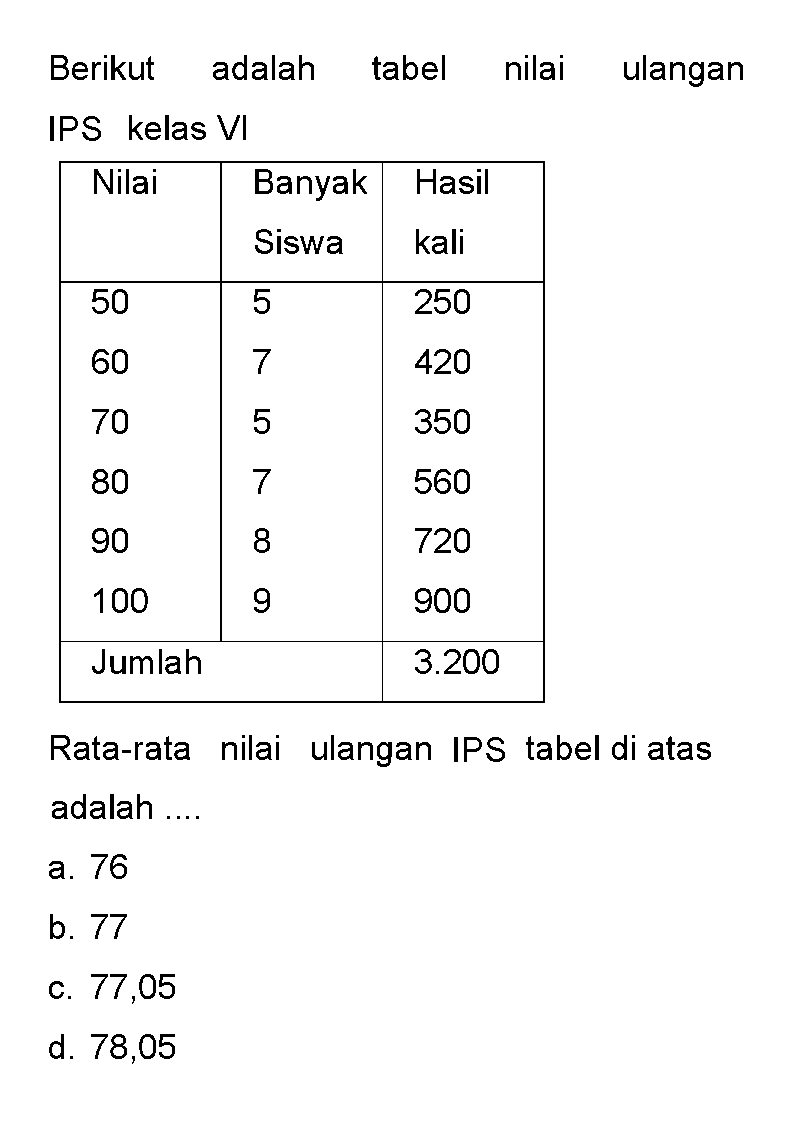 Berikut adalah tabel nilai ulangan
IPS kelas VI
Nilai Banyak Siswa Hasil kali
50 5 250
60 7 420
70 5 350
80 7 560
90 8 720
100 9 900
Jumlah 3.200
Rata-rata nilai ulangan IPS tabel di atas
adalah ....
a. 76
b. 77
c. 77,05
d. 78,05